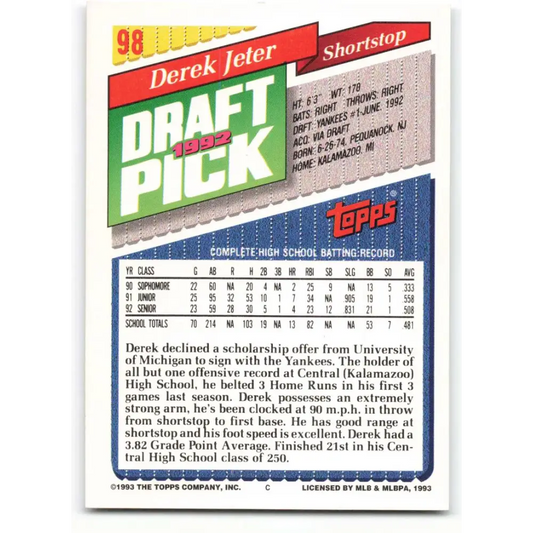 98
Derek Jeter
Shortstop
DRAFT
1992
PICK
HT: 6'3" WT: 178
BATS: RIGHT THROWS: RIGHT
DRFT: YANKEES #1-JUNE, 1992
ACQ: VIA DRAFT
BORN: 6-26-74, PEQUANOCK, NJ
HOME: KALAMAZOO, MI
TOPPS®
COMPLETE HIGH SCHOOL BATTING RECORD
YR CLASS G AB R H 2B 3B HR RBI SB SLG BB SO AVG
90 SOPHOMORE 22 60 NA 20 4 NA 2 25 9 NA 13 5 .333
91 JUNIOR 25 95 32 53 10 1 7 34 NA .905 19 1 .558
92 SENIOR 23 59 28 30 5 1 4 23 12 .831 21 1 .508
SCHOOL TOTALS 70 214 NA 103 19 NA 13 82 NA NA 53 7 .481
Derek declined a scholarship offer from University
of Michigan to sign with the Yankees. The holder of
all but one offensive record at Central (Kalamazoo)
High School, he belted 3 Home Runs in his first 3
games last season. Derek possesses an extremely
strong arm, he's been clocked at 90 m.p.h. in throw
from shortstop to first base. He has good range at
shortstop and his foot speed is excellent. Derek had a
3.82 Grade Point Average. Finished 21st in his Cen-
tral High School class of 250.
©1993 THE TOPPS COMPANY, INC. C LICENSED BY MLB & MLBPA, 1993